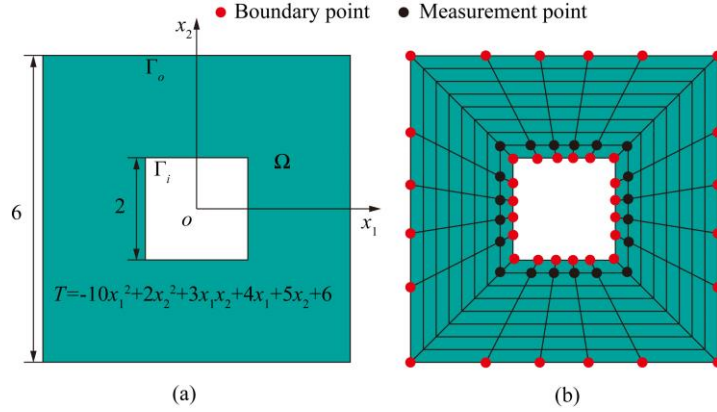 Boundary point Measurement point
x₂
Γₒ
Γᵢ
Ω
6
2
o
x₁
T=-10x₁²+2x₂²+3x₁x₂+4x₁+5x₂+6
(a) (b)